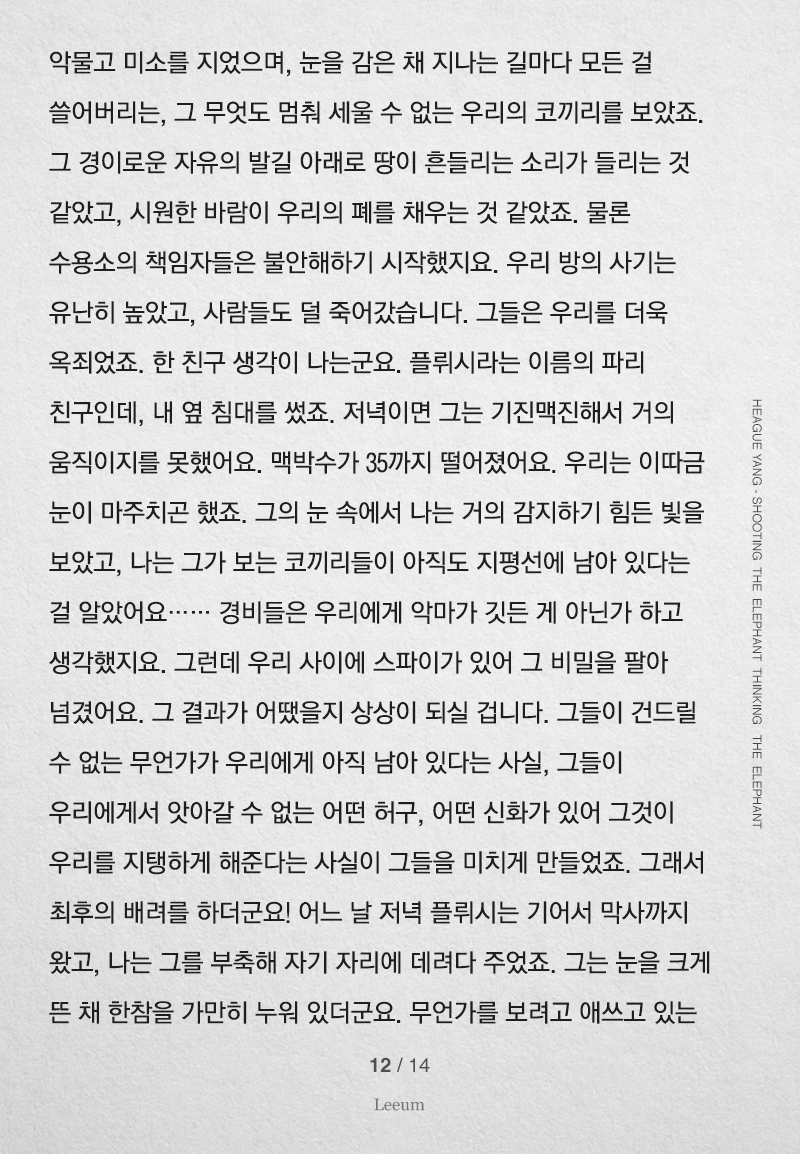 악물고 미소를 지었으며, 눈을 감은 채 지나는 길마다 모든 걸
쓸어버리는, 그 무엇도 멈춰 세울 수 없는 우리의 코끼리를 보았죠.
그 경이로운 자유의 발길 아래로 땅이 흔들리는 소리가 들리는 것
같았고, 시원한 바람이 우리의 폐를 채우는 것 같았죠. 물론
수용소의 책임자들은 불안해하기 시작했지요. 우리 방의 사기는
유난히 높았고, 사람들도 덜 죽어갔습니다. 그들은 우리를 더욱
옥죄었죠. 한 친구 생각이 나는군요. 플뤼시라는 이름의 파리
친구인데, 내 옆 침대를 썼죠. 저녁이면 그는 기진맥진해서 거의
움직이지를 못했어요. 맥박수가 35까지 떨어졌어요. 우리는 이따금
눈이 마주치곤 했죠. 그의 눈 속에서 나는 거의 감지하기 힘든 빛을
보았고, 나는 그가 보는 코끼리들이 아직도 지평선에 남아 있다는
걸 알았어요…… 경비들은 우리에게 악마가 깃든 게 아닌가 하고
생각했지요. 그런데 우리 사이에 스파이가 있어 그 비밀을 팔아
넘겼어요. 그 결과가 어땠을지 상상이 되실 겁니다. 그들이 건드릴
수 없는 무언가가 우리에게 아직 남아 있다는 사실, 그들이
우리에게서 앗아갈 수 없는 어떤 허구, 어떤 신화가 있어 그것이
우리를 지탱하게 해준다는 사실이 그들을 미치게 만들었죠. 그래서
최후의 배려를 하더군요! 어느 날 저녁 플뤼시는 기어서 막사까지
왔고, 나는 그를 부축해 자기 자리에 데려다 주었죠. 그는 눈을 크게
뜬 채 한참을 가만히 누워 있더군요. 무언가를 보려고 애쓰고 있는
HEAGUE YANG - SHOOTING THE ELEPHANT THINKING THE ELEPHANT
12 / 14
Leeum